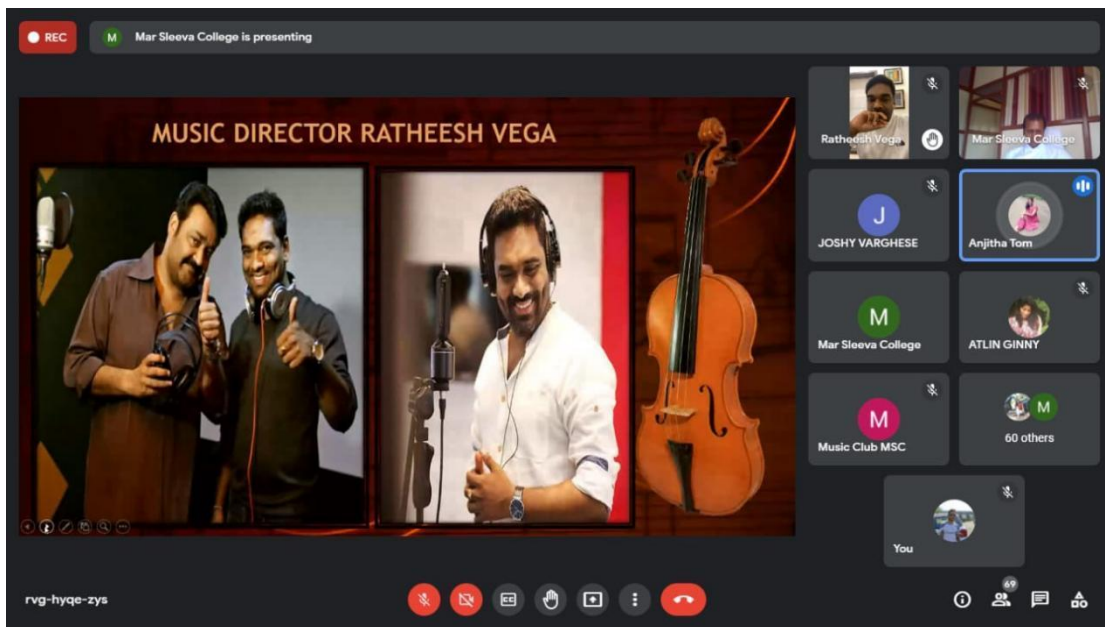 REC
M
Mar Sleeva College is presenting
MUSIC DIRECTOR RATHEESH VEGA
Ratheesh Vega
Mar Sleeva College
J
JOSHY VARGHESE
Anjitha Tom
M
Mar Sleeva College
ATLIN GINNY
M
Music Club MSC
M
60 others
You
rvg-hyqe-zys
CC
69